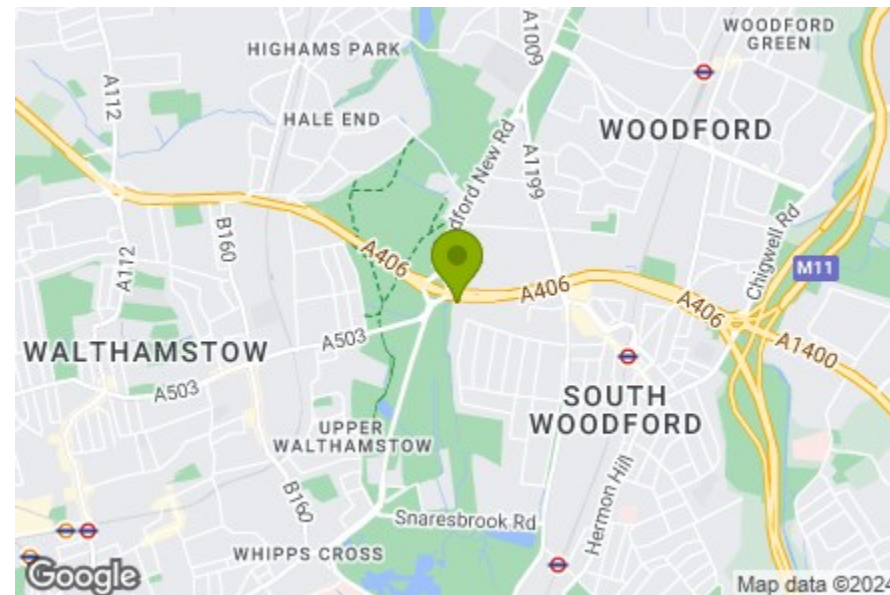 WOODFORD
GREEN
HIGHAMS PARK
A1009
A112
HALE END
WOODFORD
dford New Rd
A1199
B160
A112
Chigwell Rd
M11
A406
A406
A406
A1400
WALTHAMSTOW
A503
A503
SOUTH
WOODFORD
UPPER
WALTHAMSTOW
B160
Hermon Hill
Snaresbrook Rd
WHIPPS CROSS
Google
Map data ©2024